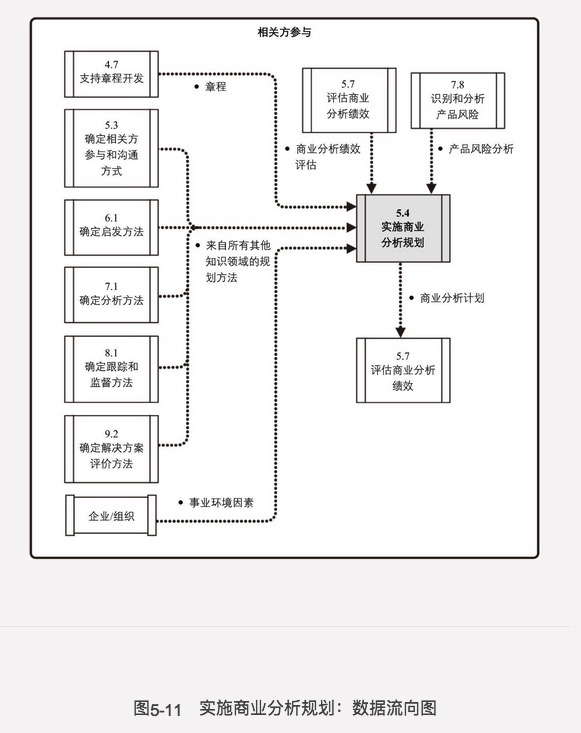 相关方参与
4.7
支持章程开发
• 章程
5.7
评估商业
分析绩效
7.8
识别和分析
产品风险
5.3
确定相关方
参与和沟通
方式
• 商业分析绩效
评估
• 产品风险分析
6.1
确定启发方法
• 来自所有其他
知识领域的规
划方法
5.4
实施商业
分析规划
7.1
确定分析方法
• 商业分析计划
8.1
确定跟踪和
监督方法
5.7
评估商业分析
绩效
9.2
确定解决方案
评价方法
• 事业环境因素
企业/组织
图5-11 实施商业分析规划：数据流向图